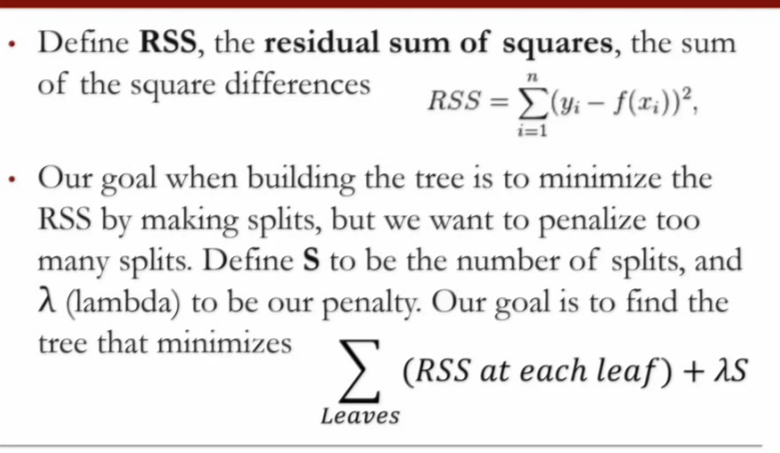 • Define RSS, the residual sum of squares, the sum
of the square differences
RSS = \sum_{i=1}^{n}(y_i − f(x_i))^2,
• Our goal when building the tree is to minimize the
RSS by making splits, but we want to penalize too
many splits. Define S to be the number of splits, and
λ (lambda) to be our penalty. Our goal is to find the
tree that minimizes
\sum_{Leaves} (RSS at each leaf) + λS